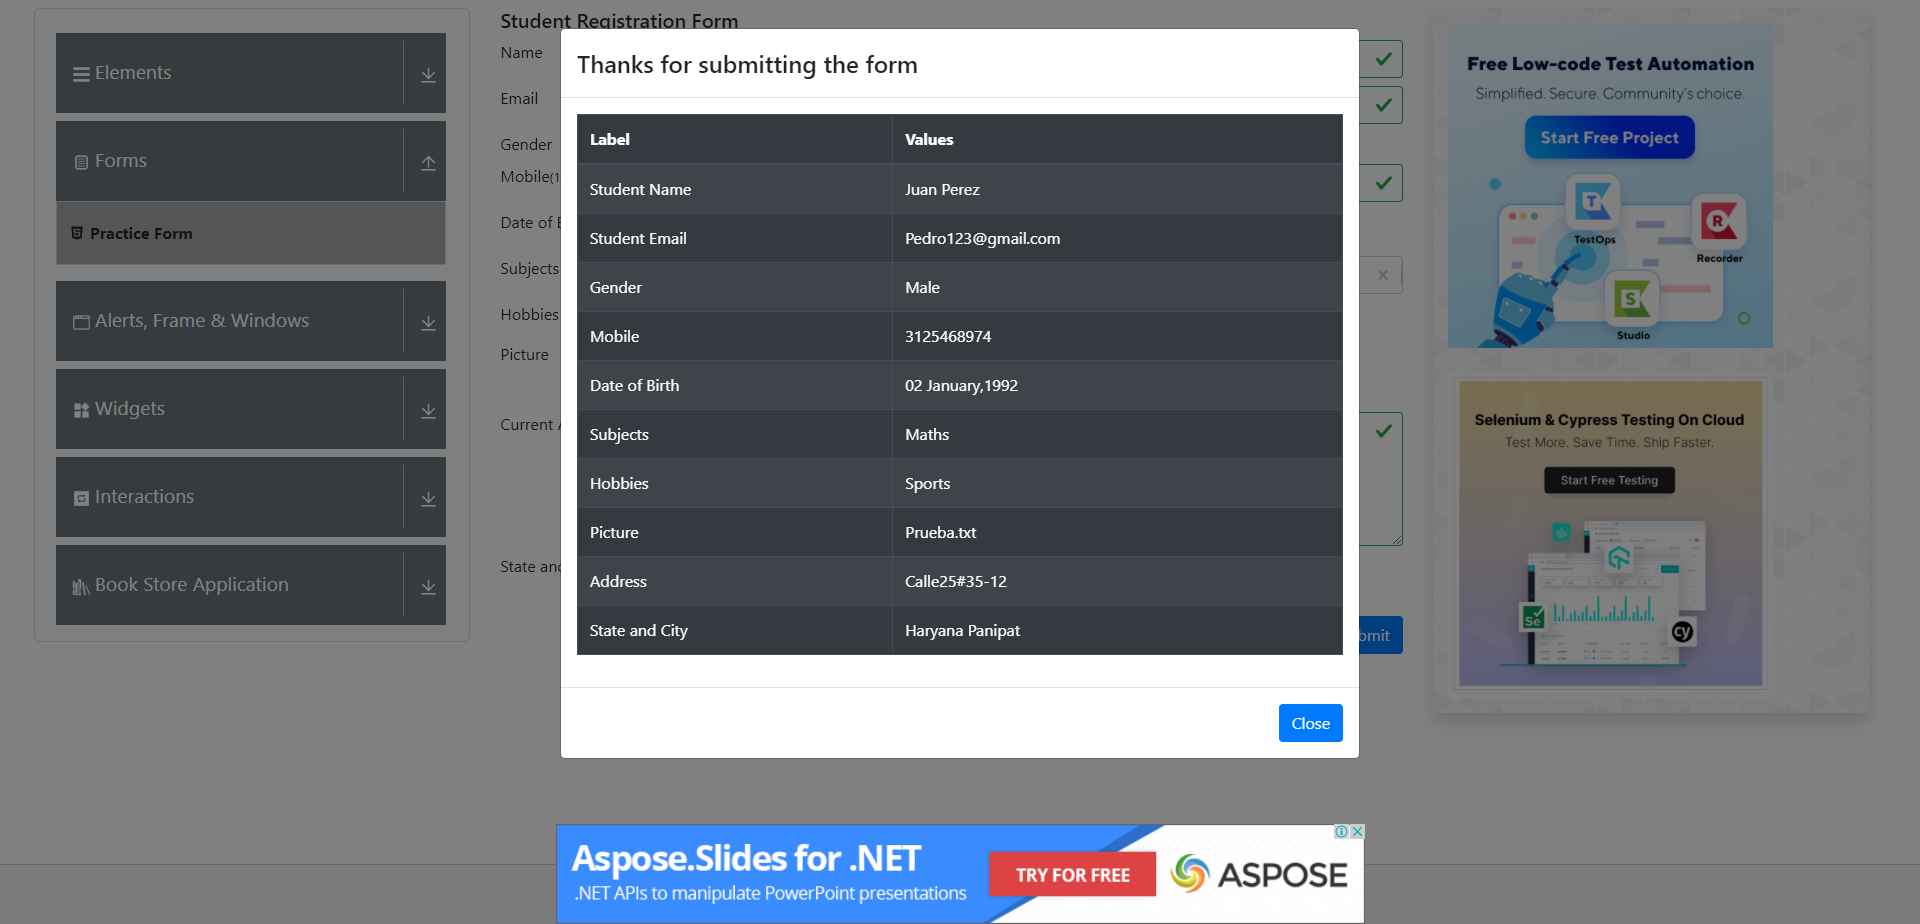 Elements
Forms
Practice Form
Alerts, Frame & Windows
Widgets
Interactions
Book Store Application
Student Registration Form
Name
Email
Gender
Mobile(1
Date of
Subjects
Hobbies
Picture
Current
State and
bmit
Thanks for submitting the form
Label Values
Student Name Juan Perez
Student Email Pedro123@gmail.com
Gender Male
Mobile 3125468974
Date of Birth 02 January,1992
Subjects Maths
Hobbies Sports
Picture Prueba.txt
Address Calle25#35-12
State and City Haryana Panipat
Close
Free Low-code Test Automation
Simplified. Secure. Community's choice.
Start Free Project
TestOps
Recorder
Studio
Selenium & Cypress Testing On Cloud
Test More. Save Time. Ship Faster.
Start Free Testing
Se
cy
Aspose.Slides for .NET
.NET APIs to manipulate PowerPoint presentations
TRY FOR FREE
ASPOSE